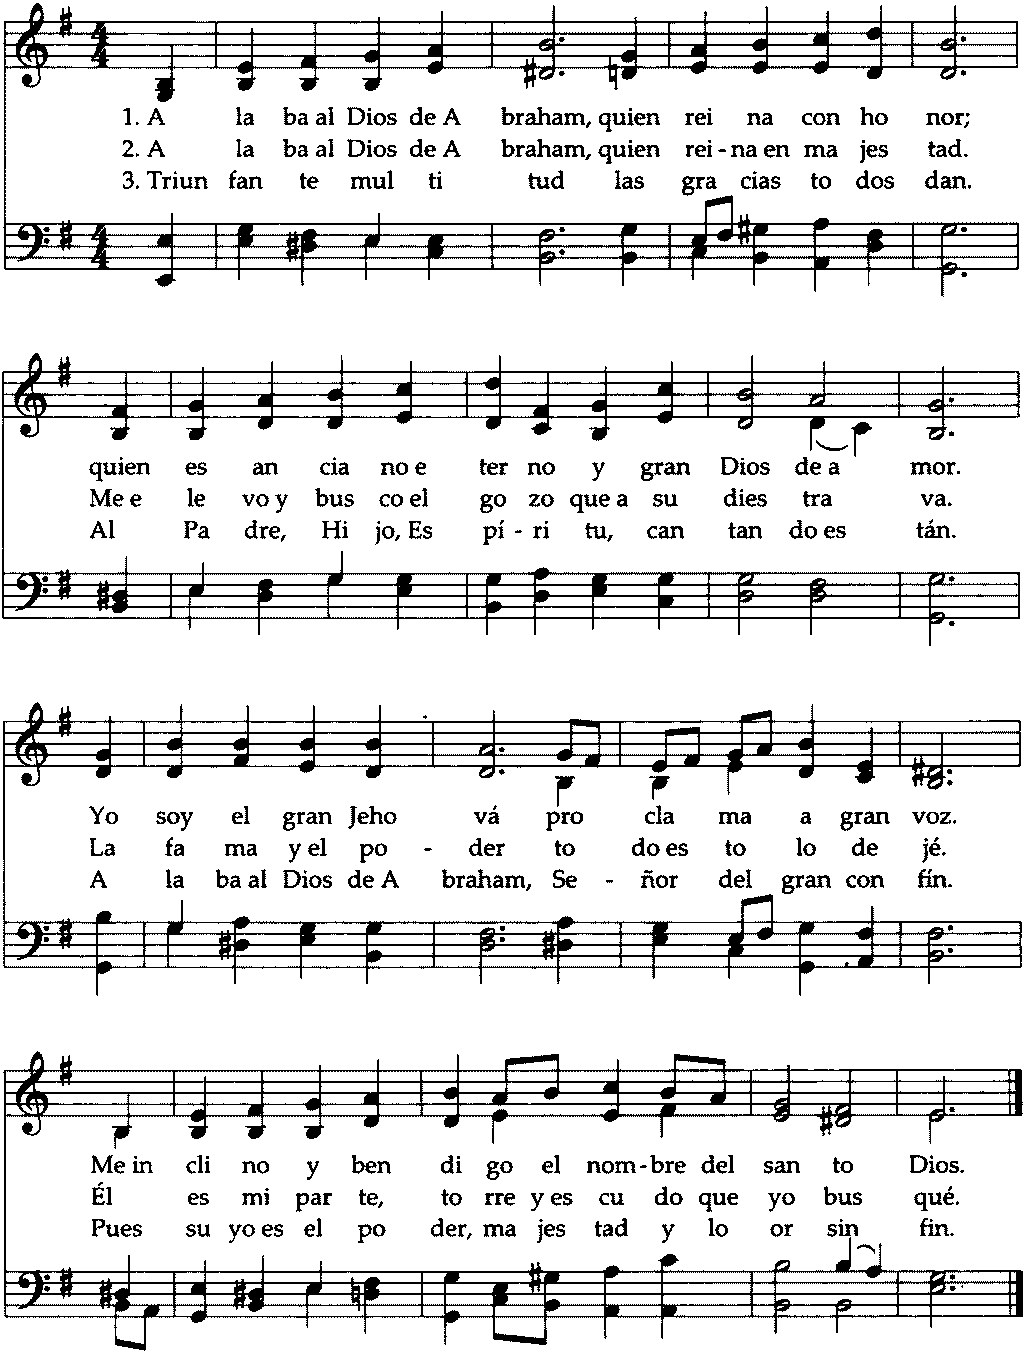 1. A la ba al Dios de A braham, quien rei na con ho nor;
2. A la ba al Dios de A braham, quien rei - na en ma jes tad.
3. Triun fan te mul ti tud las gra cias to dos dan.
quien es an cia no e ter no y gran Dios de a mor.
Me e le vo y bus co el go zo que a su dies tra va.
Al Pa dre, Hi jo, Es pí - ri tu, can tan do es tán.
Yo soy el gran Jeho vá pro cla ma a gran voz.
La fa ma y el po - der to do es to lo de jé.
A la ba al Dios de A braham, Se - ñor del gran con fín.
Me in cli no y ben di go el nom - bre del san to Dios.
Él es mi par te, to rre y es cu do que yo bus qué.
Pues su yo es el po der, ma jes tad y lo or sin fin.